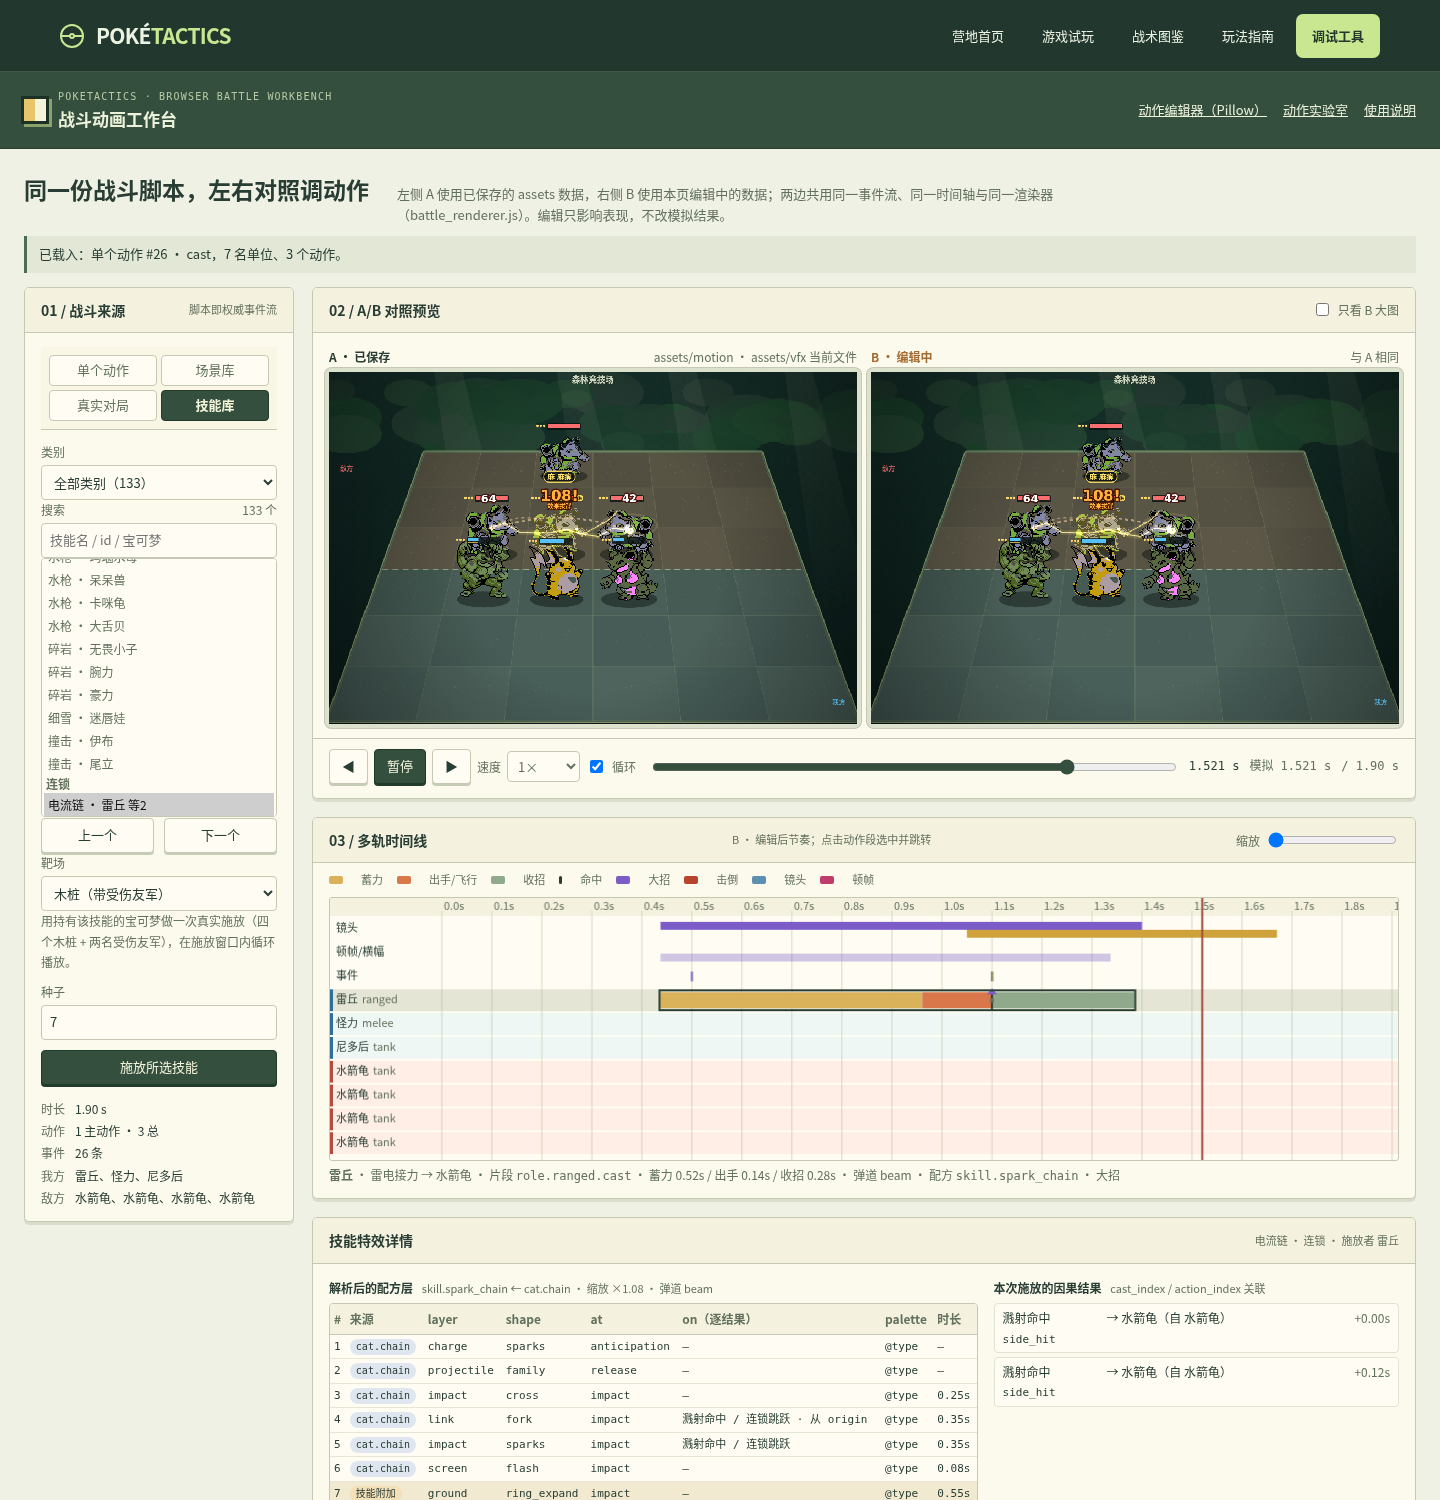 POKÉTACTICS
营地首页
游戏试玩
战术图鉴
玩法指南
调试工具
POKETACTICS · BROWSER BATTLE WORKBENCH
战斗动画工作台
动作编辑器（Pillow）
动作实验室
使用说明
同一份战斗脚本，左右对照调动作
左侧 A 使用已保存的 assets 数据，右侧 B 使用本页编辑中的数据；两边共用同一事件流、同一时间轴与同一渲染器
（battle_renderer.js）。编辑只影响表现，不改模拟结果。
已载入：单个动作 #26 · cast，7 名单位、3 个动作。
01 / 战斗来源
脚本即权威事件流
单个动作
场景库
真实对局
技能库
类别
全部类别（133）
搜索
133 个
技能名 / id / 宝可梦
水枪 · 呆呆兽
水枪 · 卡咪龟
水枪 · 大舌贝
碎岩 · 无畏小子
碎岩 · 腕力
碎岩 · 豪力
细雪 · 迷唇娃
撞击 · 伊布
撞击 · 尾立
连锁
电流链 · 雷丘 等2
上一个
下一个
靶场
木桩（带受伤友军）
用持有该技能的宝可梦做一次真实施放（四
个木桩 + 两名受伤友军），在施放窗口内循环
播放。
种子
7
施放所选技能
时长 1.90 s
动作 1 主动作 · 3 总
事件 26 条
我方 雷丘、怪力、尼多后
敌方 水箭龟、水箭龟、水箭龟、水箭龟
02 / A/B 对照预览
只看 B 大图
A · 已保存
assets/motion · assets/vfx 当前文件
B · 编辑中
与 A 相同
森林竞技场
敌方
麻 麻痹
64
108!
42
效果拔群
我方
森林竞技场
敌方
麻 麻痹
64
108!
42
效果拔群
我方
◀
暂停
▶
速度
1×
循环
1.521 s
模拟 1.521 s / 1.90 s
03 / 多轨时间线
B · 编辑后节奏；点击动作段选中并跳转
缩放
蓄力
出手/飞行
收招
命中
大招
击倒
镜头
顿帧
0.0s 0.1s 0.2s 0.3s 0.4s 0.5s 0.6s 0.7s 0.8s 0.9s 1.0s 1.1s 1.2s 1.3s 1.4s 1.5s 1.6s 1.7s 1.8s
镜头
顿帧/横幅
事件
雷丘 ranged
怪力 melee
尼多后 tank
水箭龟 tank
水箭龟 tank
水箭龟 tank
水箭龟 tank
雷丘 · 雷电接力 → 水箭龟 · 片段 role.ranged.cast · 蓄力 0.52s / 出手 0.14s / 收招 0.28s · 弹道 beam · 配方 skill.spark_chain · 大招
技能特效详情
电流链 · 连锁 · 施放者 雷丘
解析后的配方层 skill.spark_chain ← cat.chain · 缩放 ×1.08 · 弹道 beam
# 来源 layer shape at on（逐结果） palette 时长
1 cat.chain charge sparks anticipation — @type —
2 cat.chain projectile family release — @type —
3 cat.chain impact cross impact — @type 0.25s
4 cat.chain link fork impact 溅射命中 / 连锁跳跃 · 从 origin @type 0.35s
5 cat.chain impact sparks impact 溅射命中 / 连锁跳跃 @type 0.35s
6 cat.chain screen flash impact — @type 0.08s
7 技能附加 ground ring_expand impact — @type 0.55s
本次施放的因果结果 cast_index / action_index 关联
溅射命中 → 水箭龟（自 水箭龟） +0.00s
side_hit
溅射命中 → 水箭龟（自 水箭龟） +0.12s
side_hit